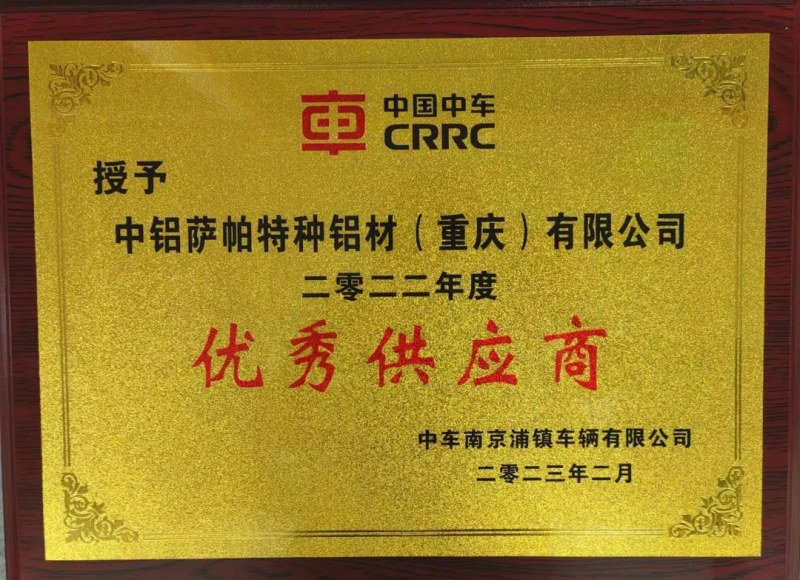 中国中车
CRRC
授予
中铝萨帕特种铝材（重庆）有限公司
二零二二年度
优秀供应商
中车南京浦镇车辆有限公司
二零二三年二月